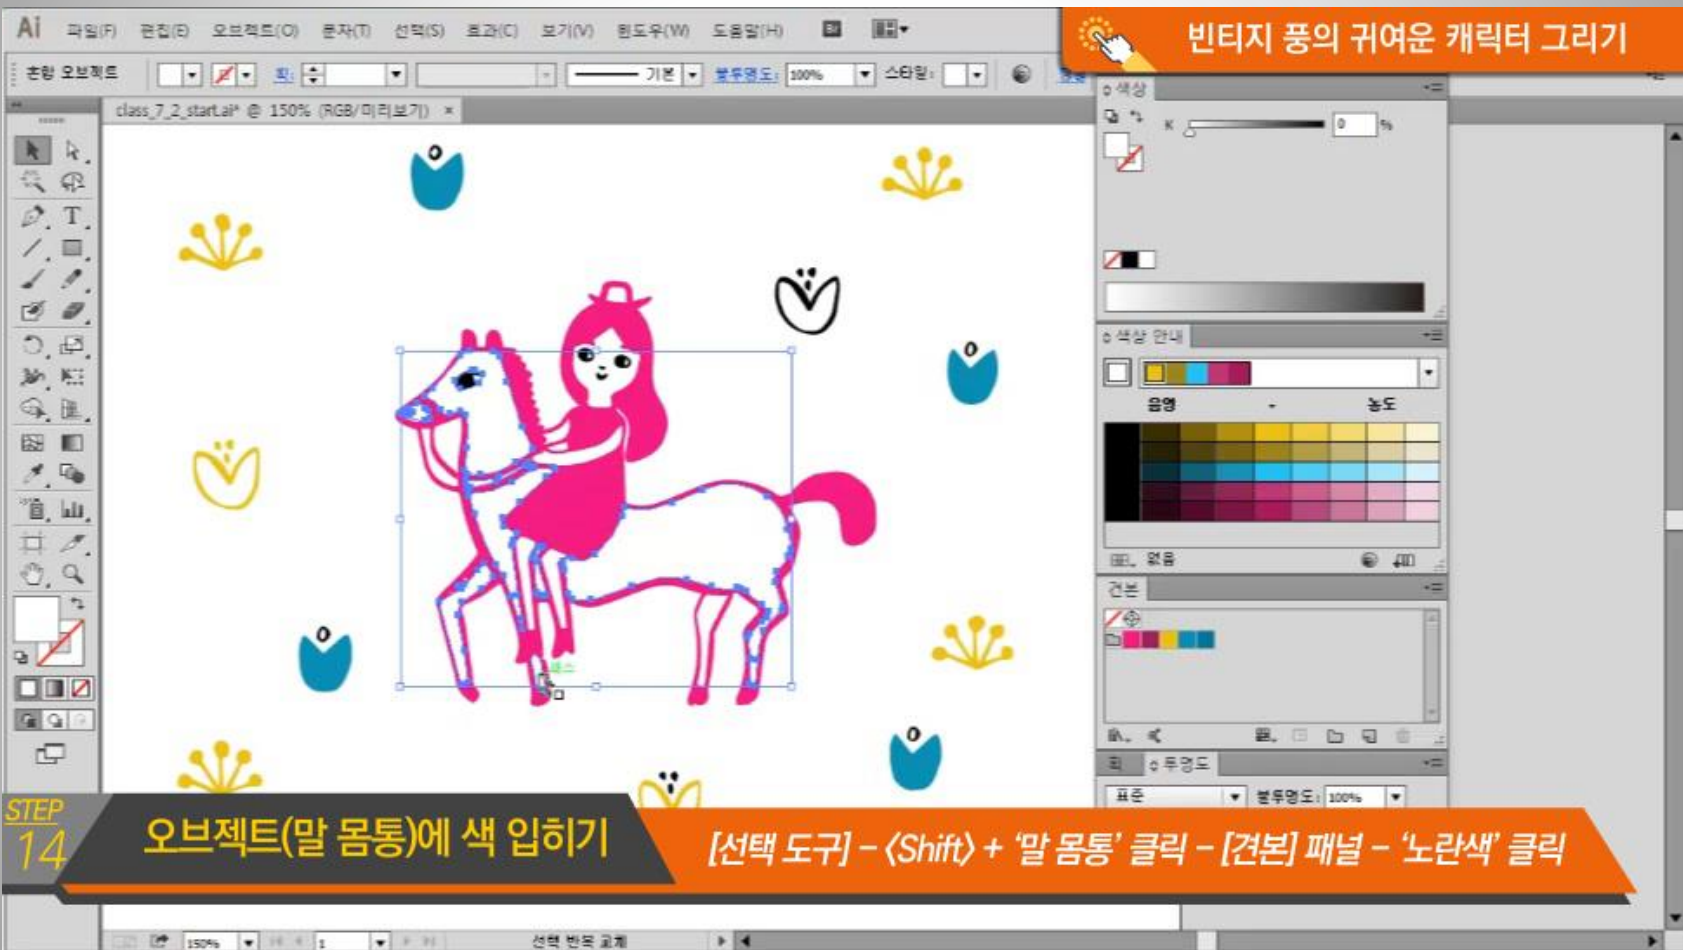 Ai 파일(F) 편집(E) 오브젝트(O) 문자(T) 선택(S) 효과(C) 보기(V) 윈도우(W) 도움말(H) Br
빈티지 풍의 귀여운 캐릭터 그리기
혼합 오브젝트 획: 기본 불투명도: 100% 스타일:
class_7_2_start.ai* @ 150% (RGB/미리보기) ×
색상
K 0 %
T
색상 안내
음영 - 농도
없음
견본
패스
획 투명도
표준 불투명도: 100%
STEP
14
오브젝트(말 몸통)에 색 입히기
[선택 도구] – 〈Shift〉 + ‘말 몸통’ 클릭 – [견본] 패널 – ‘노란색’ 클릭
150% 1 선택 반복 교체